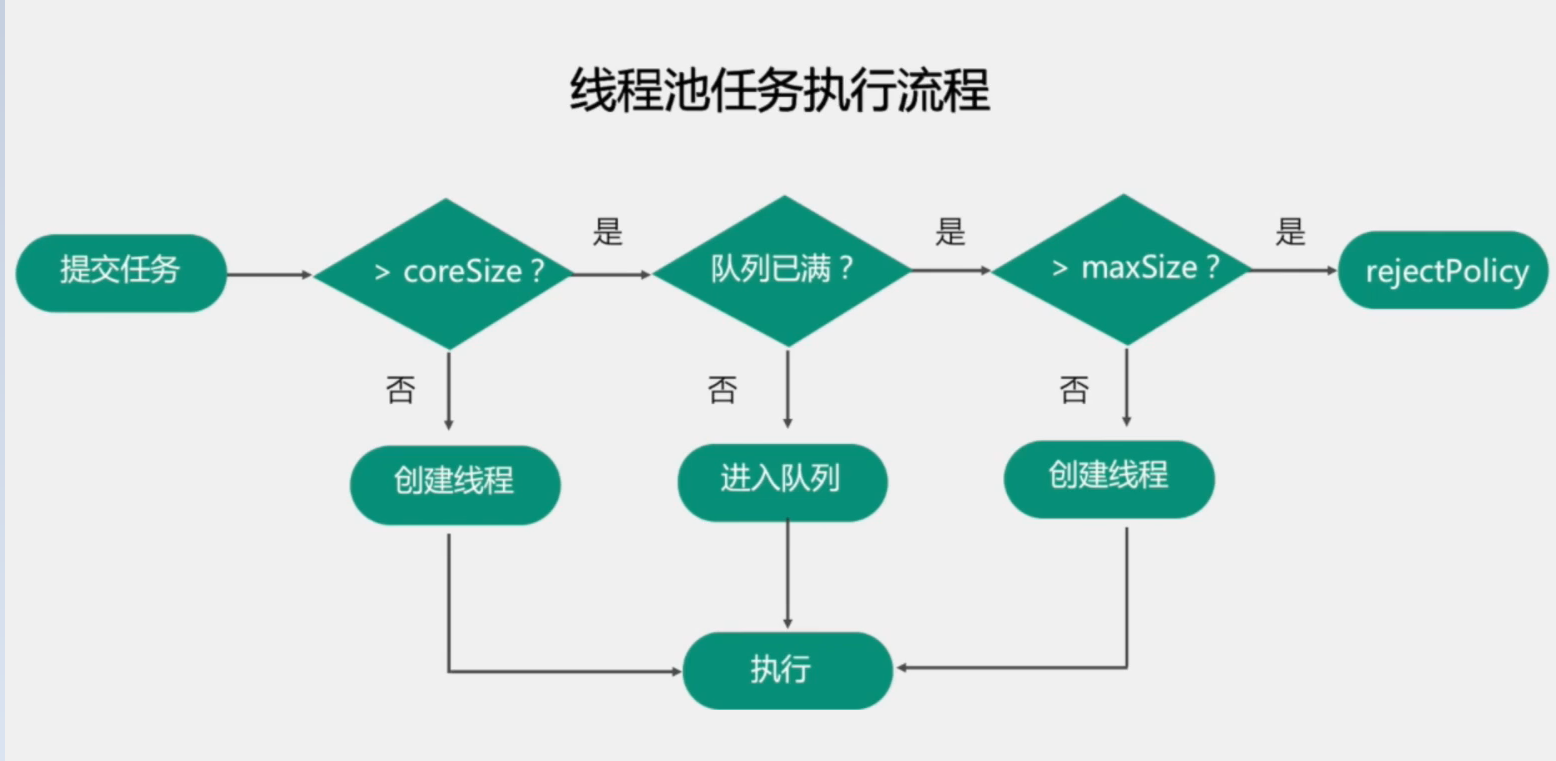 线程池任务执行流程
提交任务
> coreSize？
是
队列已满？
是
> maxSize？
是
rejectPolicy
否
否
否
创建线程
进入队列
创建线程
执行